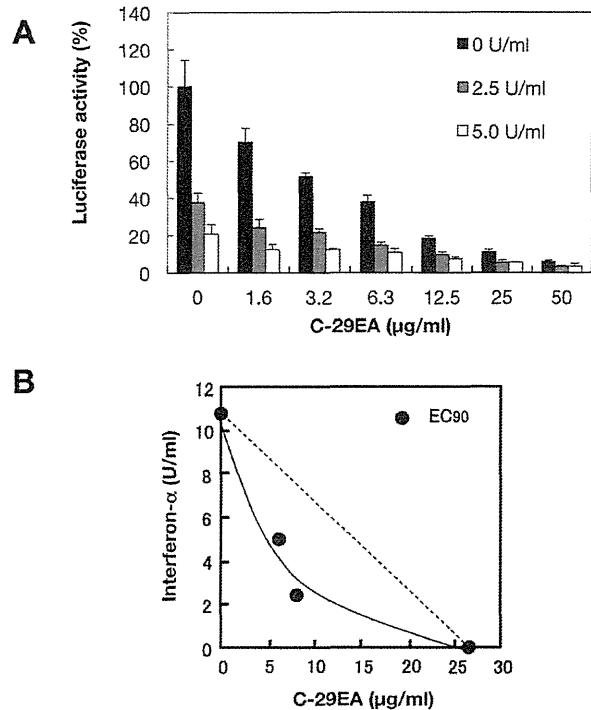 A
Luciferase activity (%)
140
120
100
80
60
40
20
0
0 U/ml
2.5 U/ml
5.0 U/ml
0 1.6 3.2 6.3 12.5 25 50
C-29EA (µg/ml)
B
Interferon-α (U/ml)
12
10
8
6
4
2
0
EC90
0 5 10 15 20 25 30
C-29EA (µg/ml)